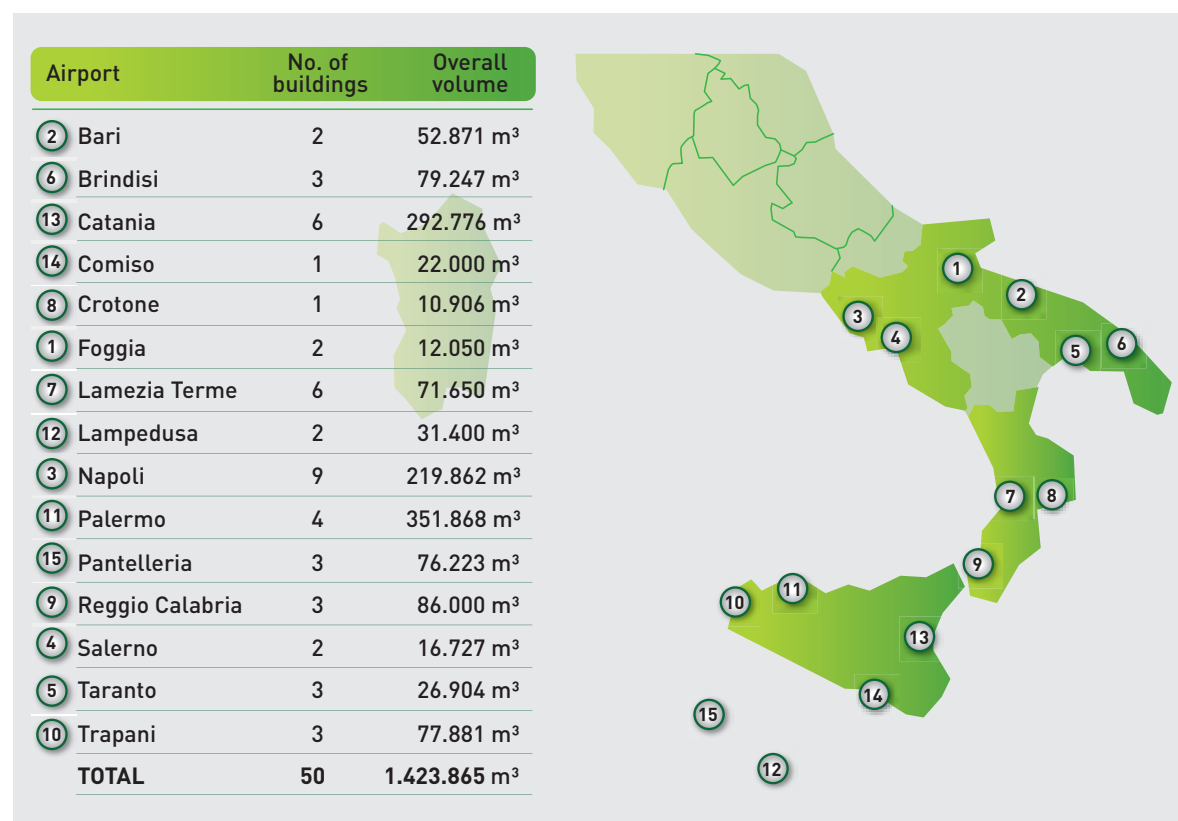 Airport No. of buildings Overall volume
2 Bari 2 52.871 m³
6 Brindisi 3 79.247 m³
13 Catania 6 292.776 m³
14 Comiso 1 22.000 m³
8 Crotone 1 10.906 m³
1 Foggia 2 12.050 m³
7 Lamezia Terme 6 71.650 m³
12 Lampedusa 2 31.400 m³
3 Napoli 9 219.862 m³
11 Palermo 4 351.868 m³
15 Pantelleria 3 76.223 m³
9 Reggio Calabria 3 86.000 m³
4 Salerno 2 16.727 m³
5 Taranto 3 26.904 m³
10 Trapani 3 77.881 m³
TOTAL 50 1.423.865 m³
1
2
3
4
5
6
7
8
9
10
11
13
14
15
12